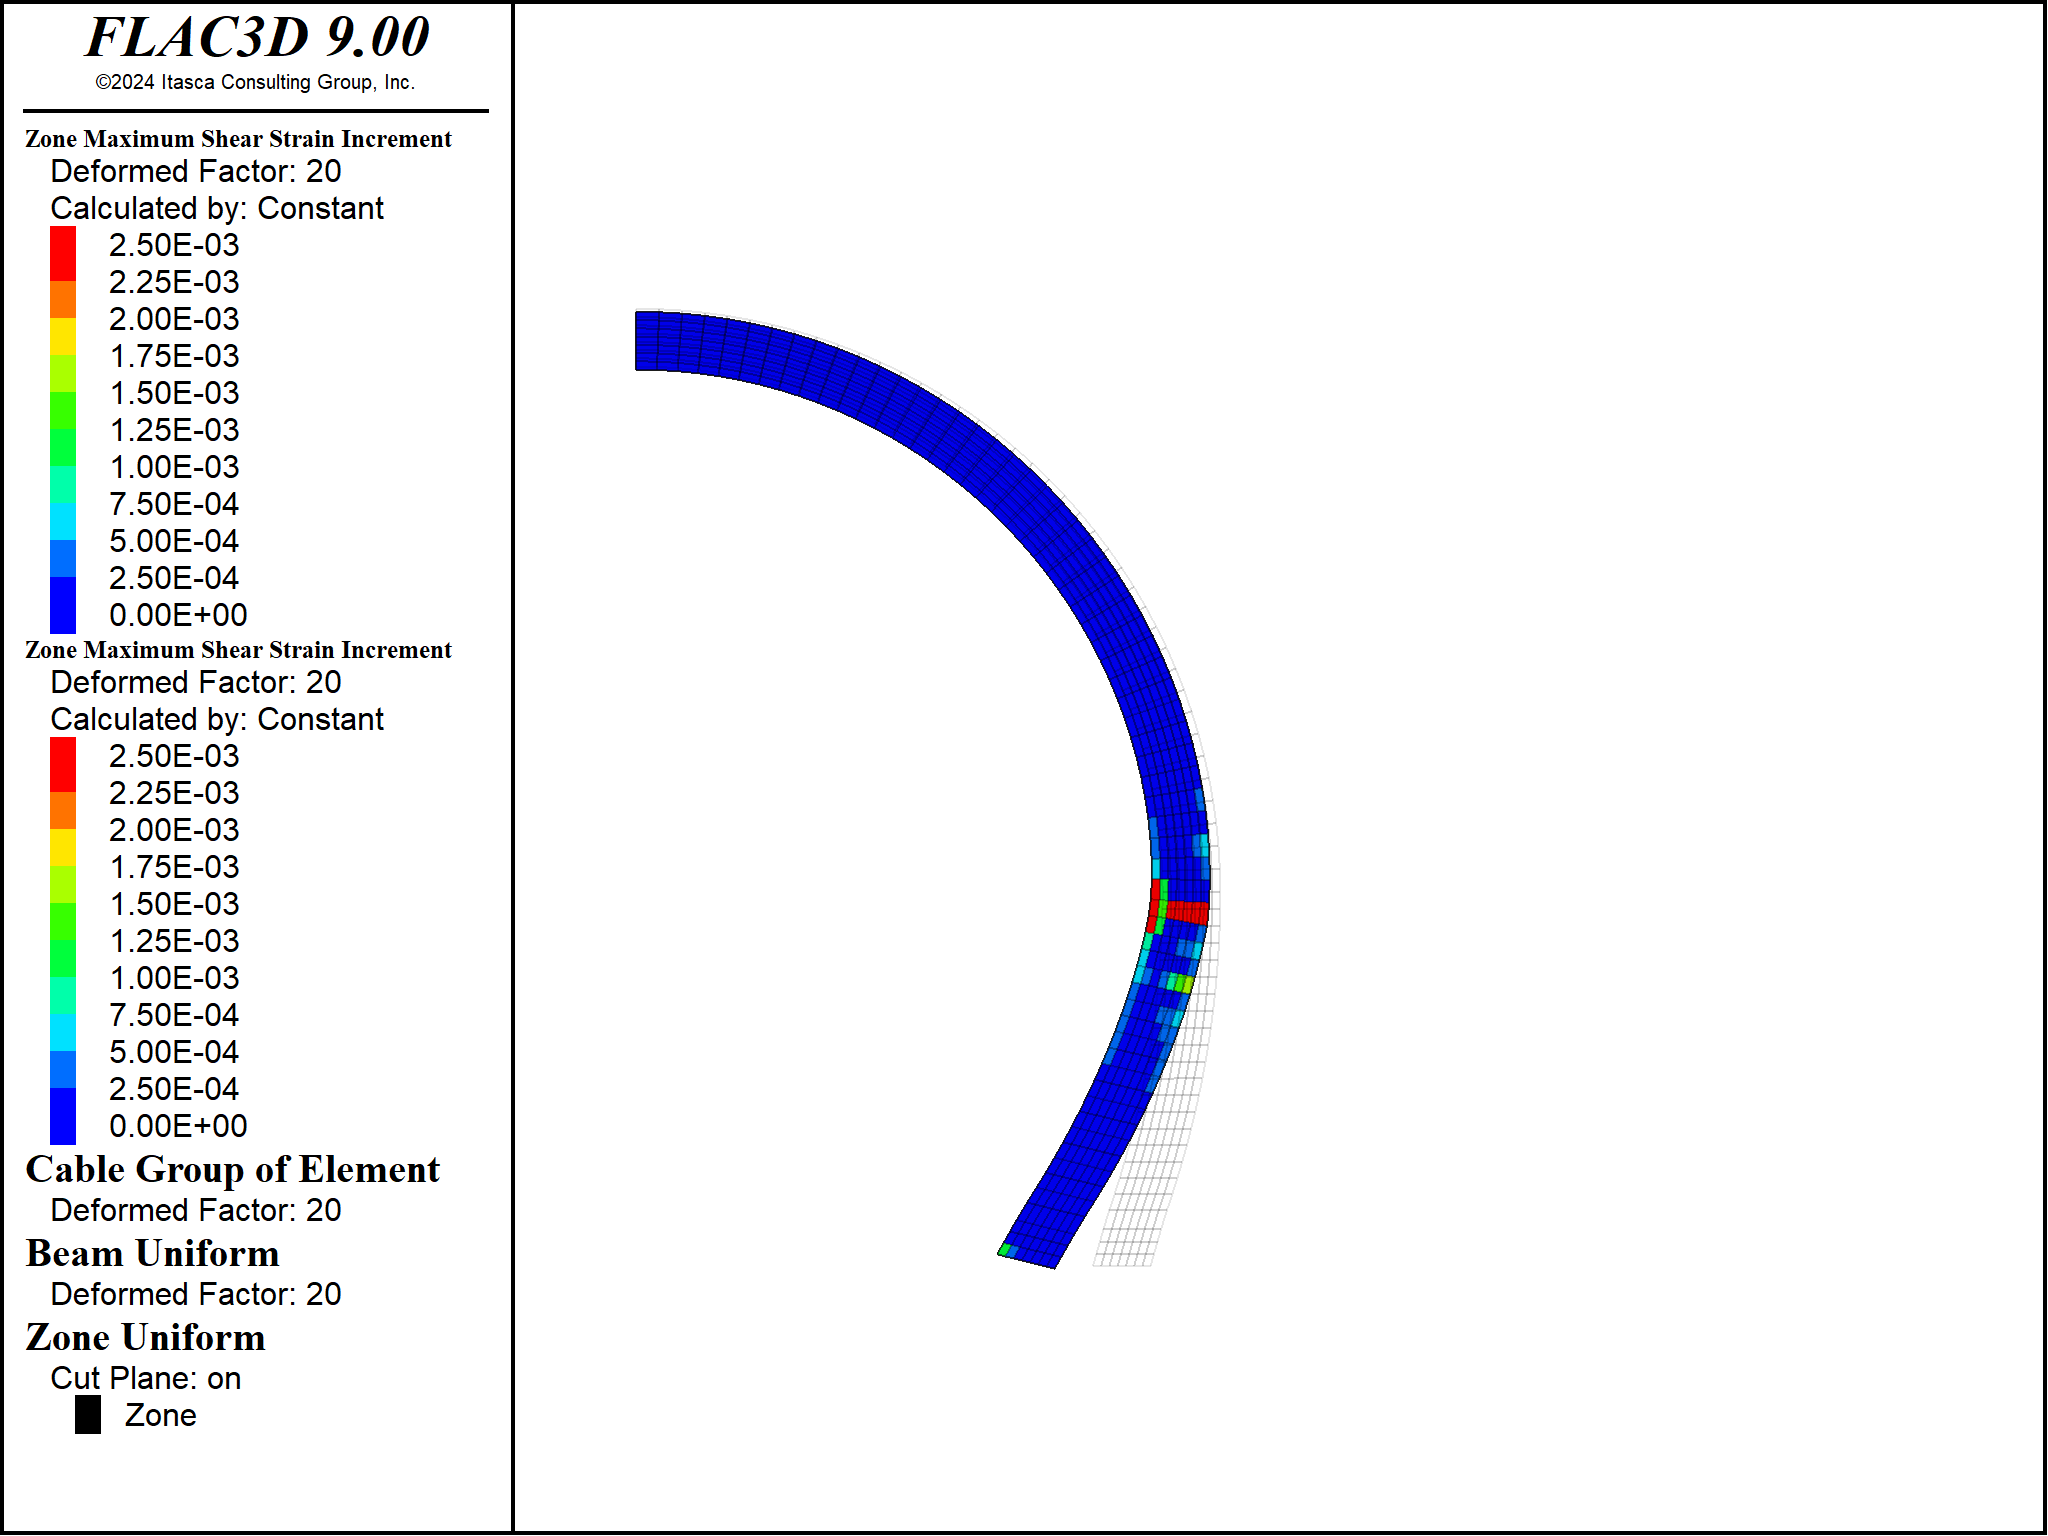 FLAC3D 9.00
©2024 Itasca Consulting Group, Inc.
Zone Maximum Shear Strain Increment
Deformed Factor: 20
Calculated by: Constant
2.50E-03
2.25E-03
2.00E-03
1.75E-03
1.50E-03
1.25E-03
1.00E-03
7.50E-04
5.00E-04
2.50E-04
0.00E+00
Zone Maximum Shear Strain Increment
Deformed Factor: 20
Calculated by: Constant
2.50E-03
2.25E-03
2.00E-03
1.75E-03
1.50E-03
1.25E-03
1.00E-03
7.50E-04
5.00E-04
2.50E-04
0.00E+00
Cable Group of Element
Deformed Factor: 20
Beam Uniform
Deformed Factor: 20
Zone Uniform
Cut Plane: on
Zone